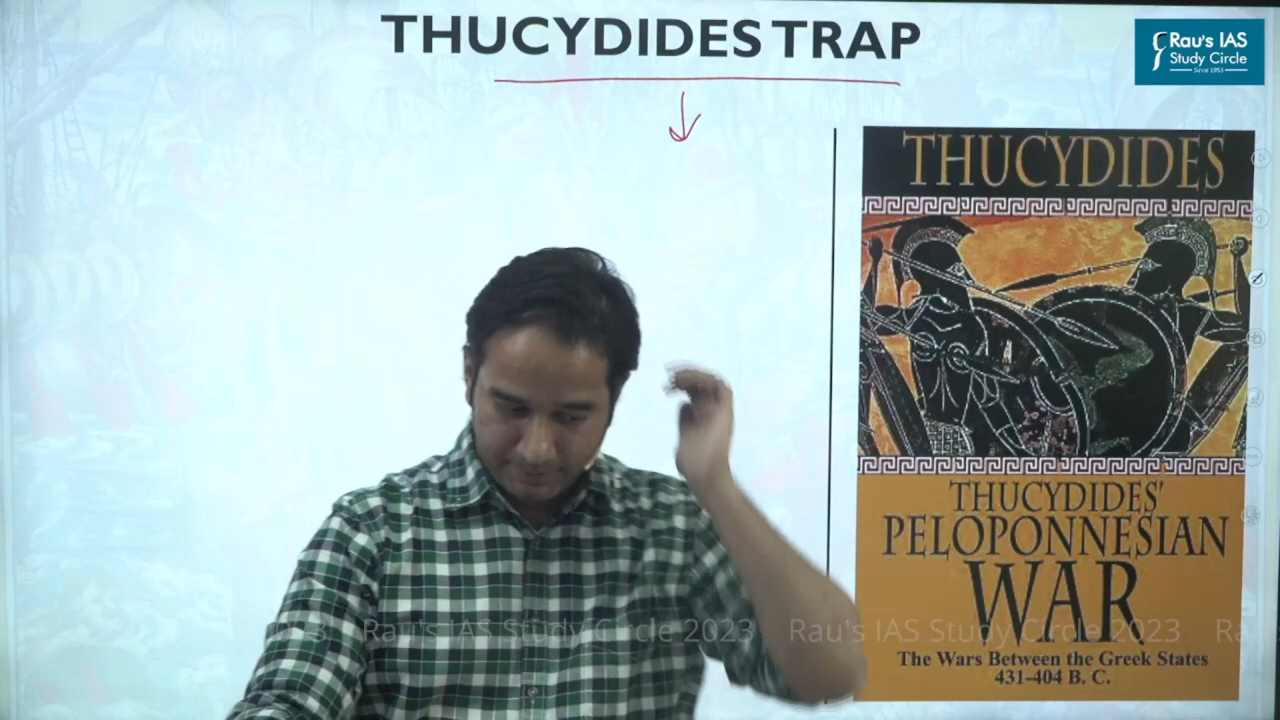 THUCYDIDES TRAP
Rau's IAS
Study Circle
Since 1953
THUCYDIDES
THUCYDIDES'
PELOPONNESIAN
WAR
The Wars Between the Greek States
431-404 B. C.
Rau's IAS Study Circle 2023 Rau's IAS Study Circle 2023 Ra